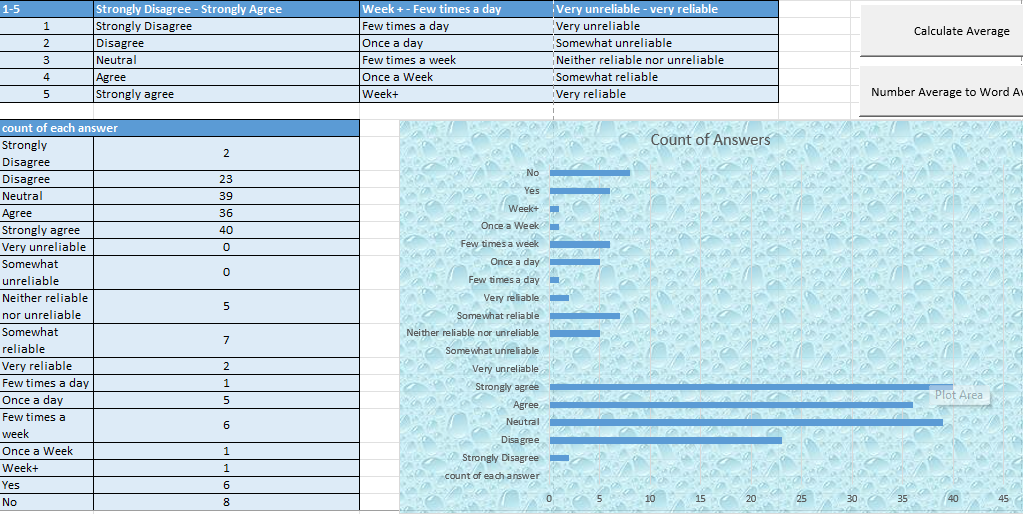 1-5 Strongly Disagree - Strongly Agree Week + - Few times a day Very unreliable - very reliable
1 Strongly Disagree Few times a day Very unreliable
2 Disagree Once a day Somewhat unreliable
3 Neutral Few times a week Neither reliable nor unreliable
4 Agree Once a Week Somewhat reliable
5 Strongly agree Week+ Very reliable
Calculate Average
Number Average to Word Av
count of each answer
Strongly
Disagree 2
Disagree 23
Neutral 39
Agree 36
Strongly agree 40
Very unreliable 0
Somewhat
unreliable 0
Neither reliable
nor unreliable 5
Somewhat
reliable 7
Very reliable 2
Few times a day 1
Once a day 5
Few times a
week 6
Once a Week 1
Week+ 1
Yes 6
No 8
Count of Answers
No
Yes
Week+
Once a Week
Few times a week
Once a day
Few times a day
Very reliable
Somewhat reliable
Neither reliable nor unreliable
Somewhat unreliable
Very unreliable
Strongly agree
Plot Area
Agree
Neutral
Disagree
Strongly Disagree
count of each answer
0 5 10 15 20 25 30 35 40 45